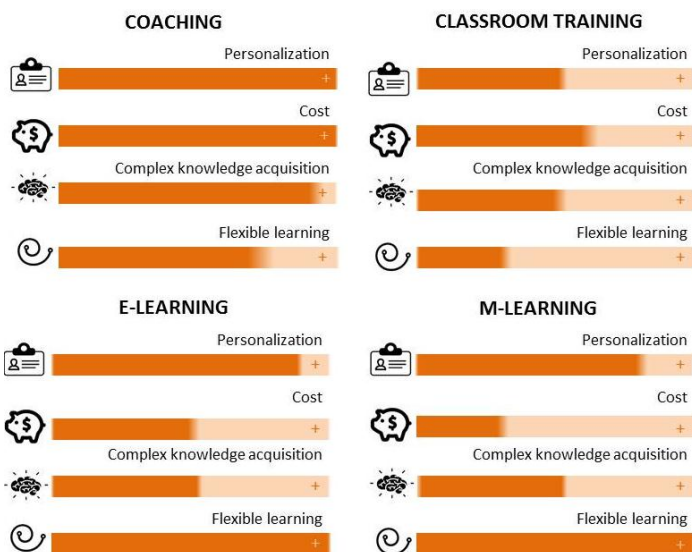 COACHING
Personalization
+
Cost
+
Complex knowledge acquisition
+
Flexible learning
+
CLASSROOM TRAINING
Personalization
+
$
Cost
+
Complex knowledge acquisition
+
Flexible learning
+
E-LEARNING
Personalization
+
$
Cost
+
Complex knowledge acquisition
+
Flexible learning
+
M-LEARNING
Personalization
+
$
Cost
+
Complex knowledge acquisition
+
Flexible learning
+